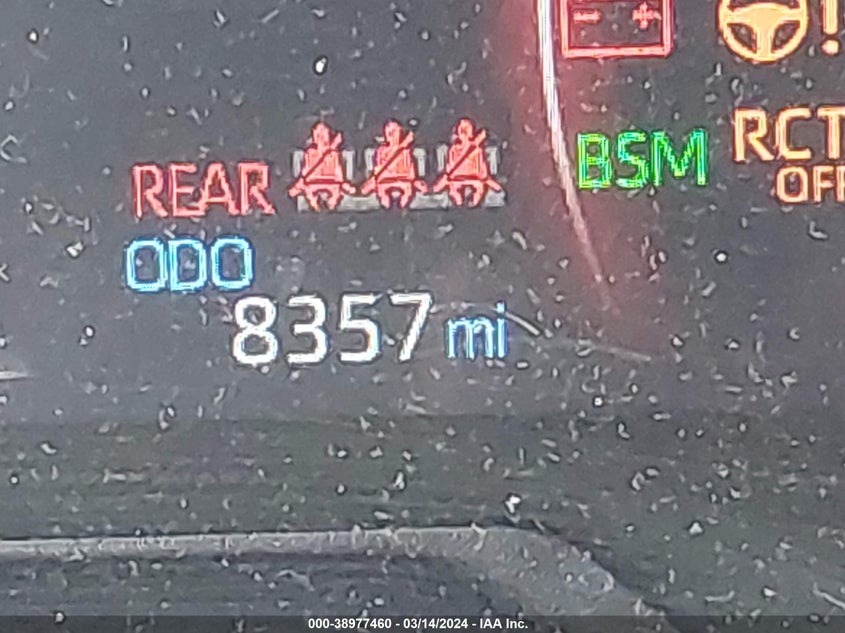 BSM
RCT
OFF
REAR
ODO
8357 mi
000-38977460 - 03/14/2024 - IAA Inc.